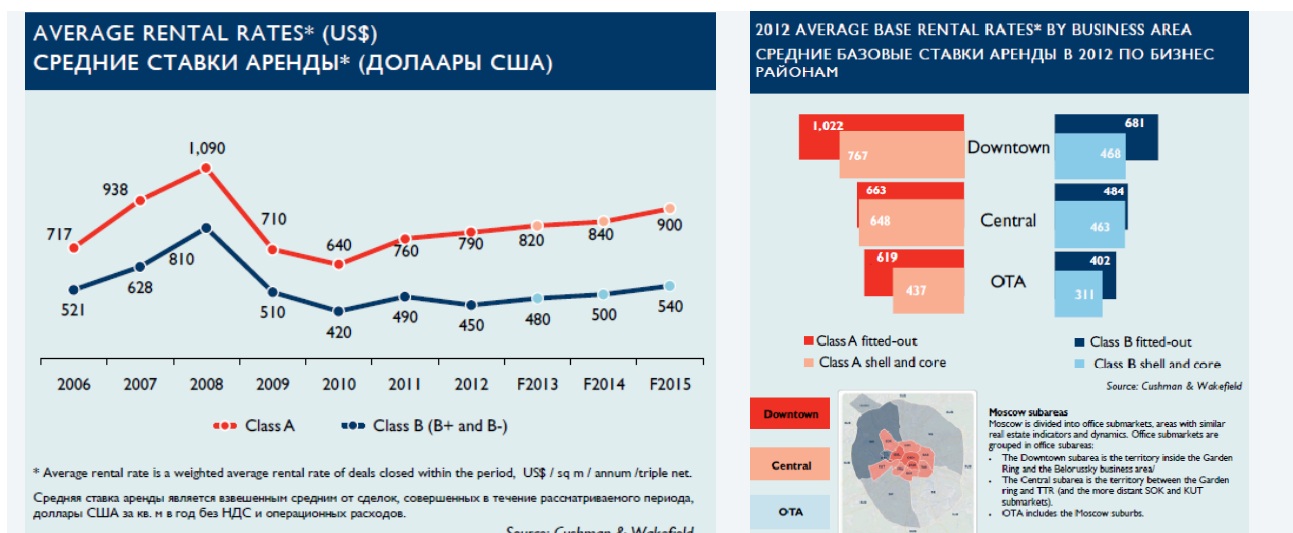 AVERAGE RENTAL RATES* (US$)
СРЕДНИЕ СТАВКИ АРЕНДЫ* (ДОЛААРЫ США)
1,090
938
810
717
710
640
760
790
820
840
900
521
628
510
420
490
450
480
500
540
2006 2007 2008 2009 2010 2011 2012 F2013 F2014 F2015
Class A Class B (B+ and B-)
* Average rental rate is a weighted average rental rate of deals closed within the period, US$ / sq m / annum /triple net.
Средняя ставка аренды является взвешенным средним от сделок, совершенных в течение рассматриваемого периода,
доллары США за кв. м в год без НДС и операционных расходов.
Source: Cushman & Wakefield
2012 AVERAGE BASE RENTAL RATES* BY BUSINESS AREA
СРЕДНИЕ БАЗОВЫЕ СТАВКИ АРЕНДЫ В 2012 ПО БИЗНЕС
РАЙОНАМ
1,022 681
767 Downtown 468
663 484
648 Central 463
619 402
437 OTA 311
Class A fitted-out Class B fitted-out
Class A shell and core Class B shell and core
Source: Cushman & Wakefield
Downtown
Central
OTA
Moscow subareas
Moscow is divided into office submarkets, areas with similar
real estate indicators and dynamics. Office submarkets are
grouped in office subareas:
• The Downtown subarea is the territory inside the Garden
Ring and the Belorussky business area/
• The Central subarea is the territory between the Garden
ring and TTR (and the more distant SOK and KUT
submarkets).
• OTA includes the Moscow suburbs.